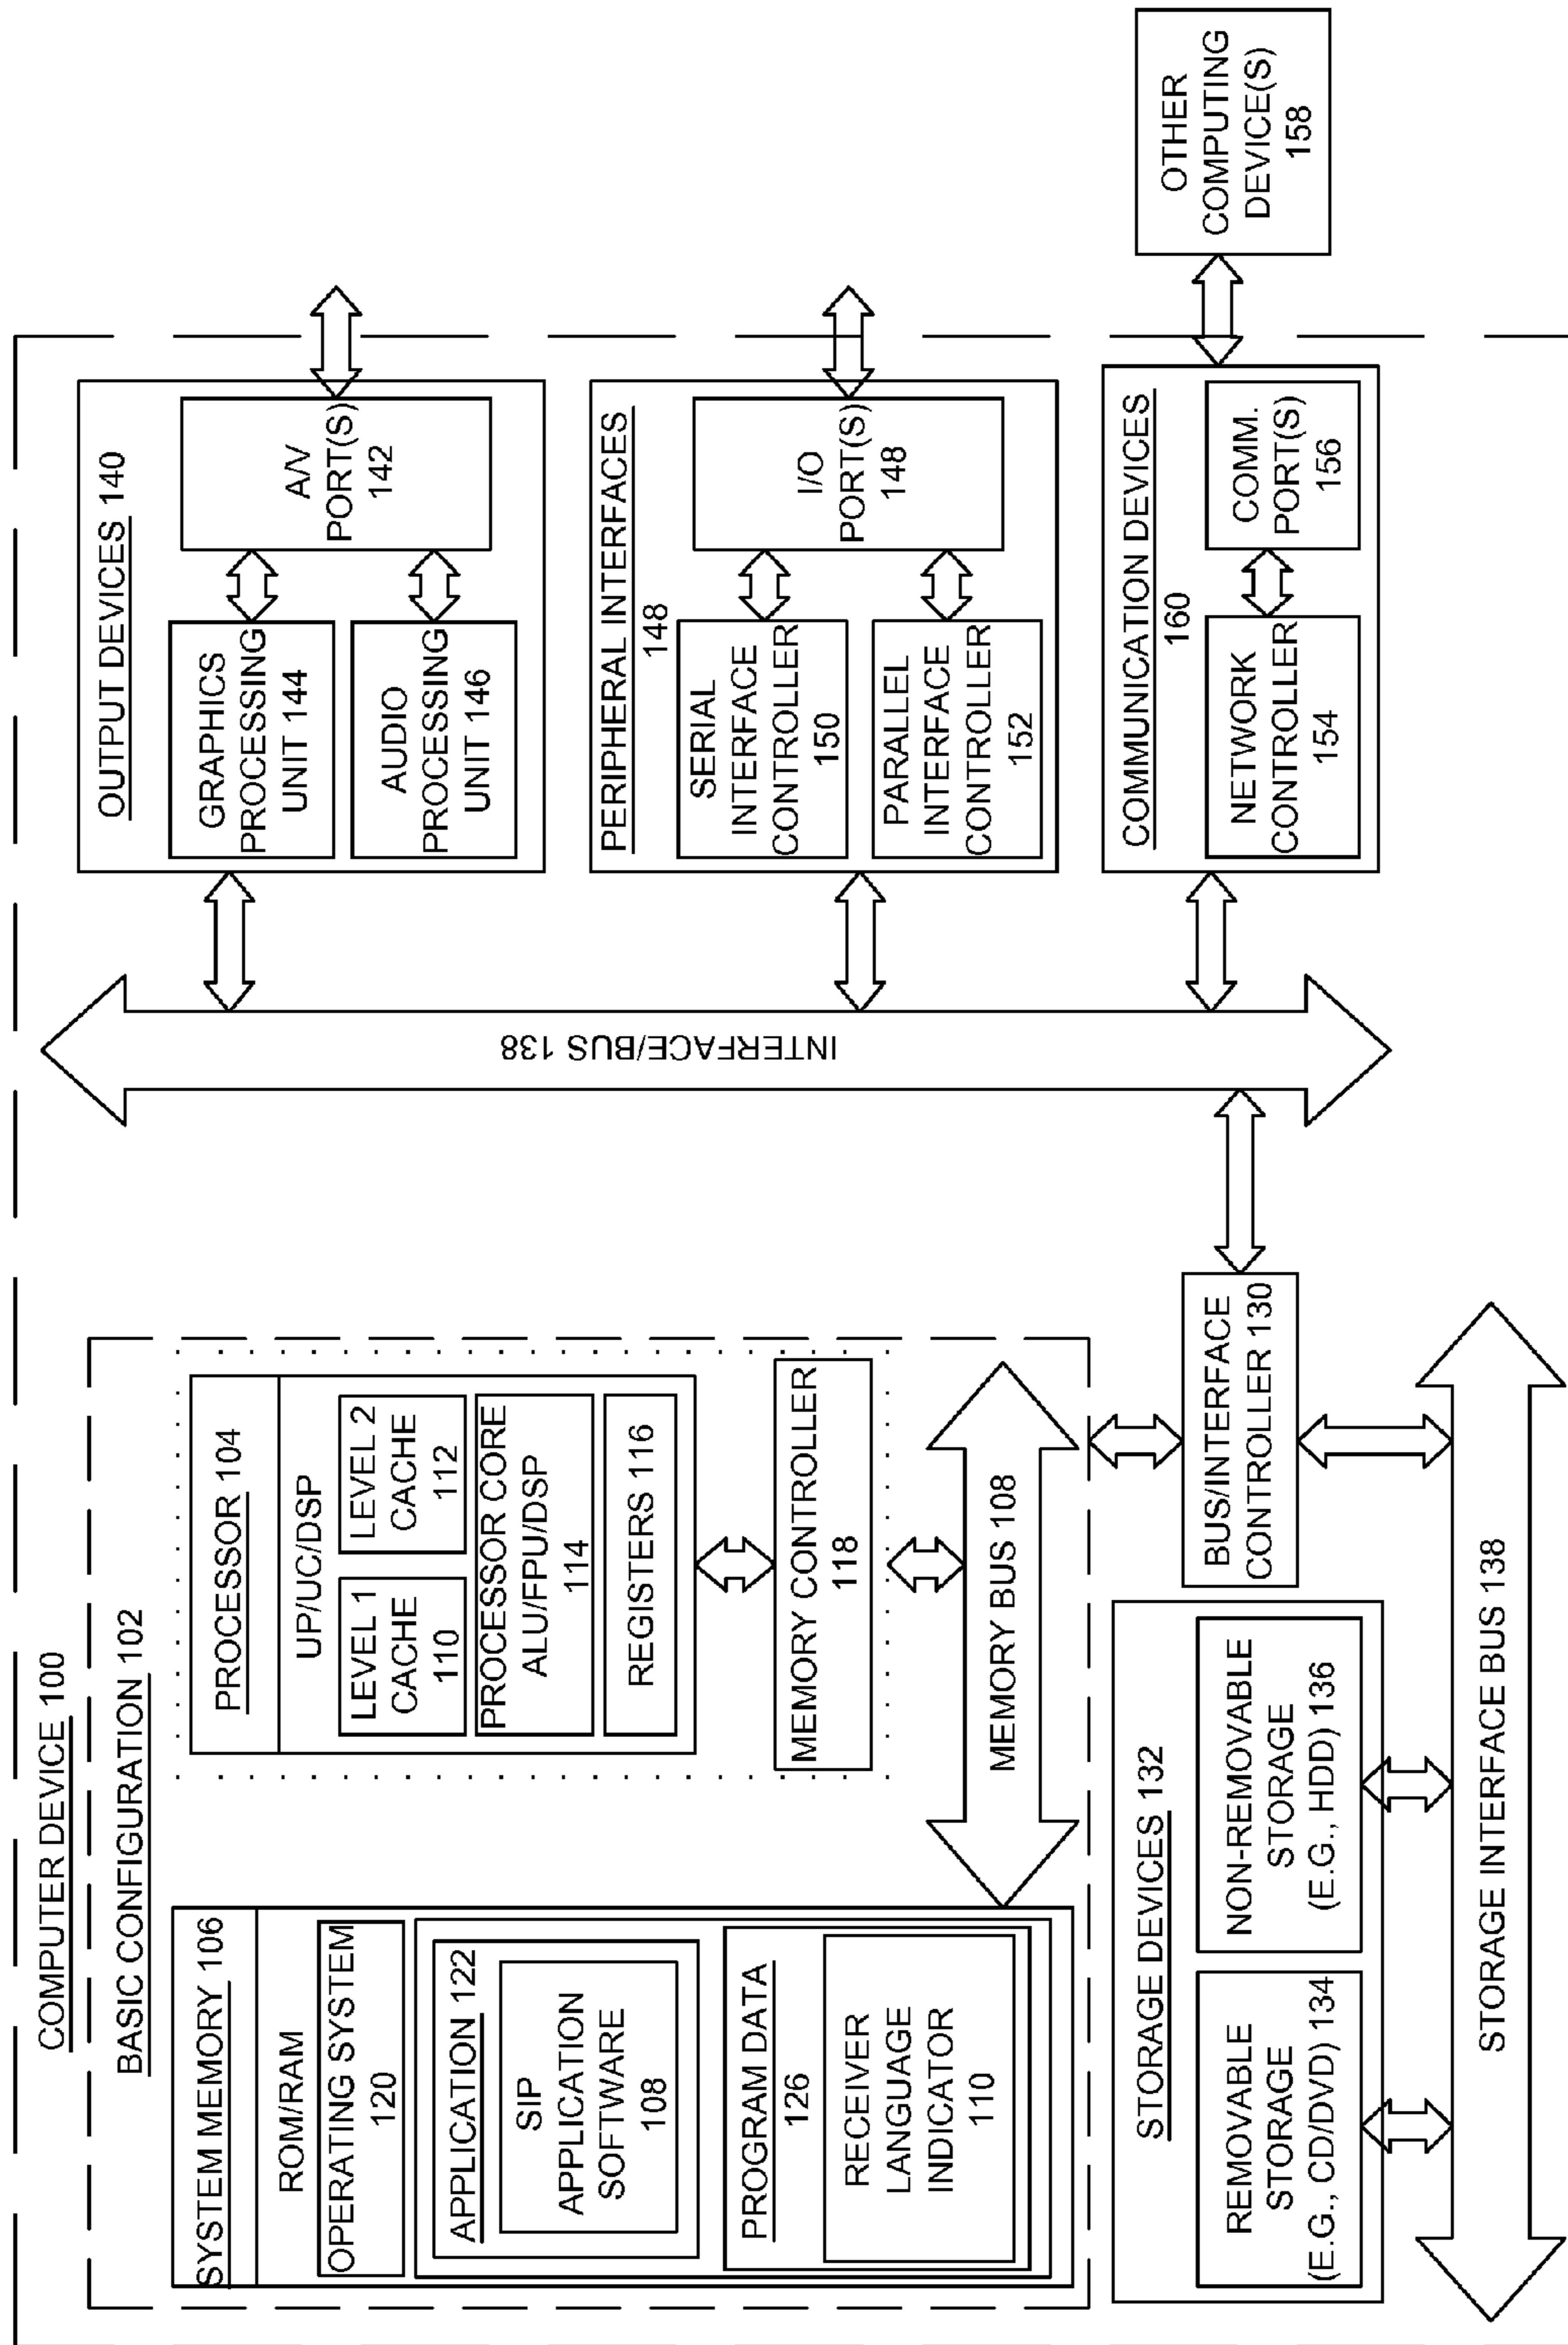 COMPUTER DEVICE 100
BASIC CONFIGURATION 102
SYSTEM MEMORY 106
ROM/RAM
OPERATING SYSTEM
120
APPLICATION 122
SIP
APPLICATION
SOFTWARE
108
PROGRAM DATA
126
RECEIVER
LANGUAGE
INDICATOR
110
PROCESSOR 104
UP/UC/DSP
LEVEL 1
CACHE
110
LEVEL 2
CACHE
112
PROCESSOR CORE
ALU/FPU/DSP
114
REGISTERS 116
MEMORY CONTROLLER
118
MEMORY BUS 108
BUS/INTERFACE
CONTROLLER 130
STORAGE DEVICES 132
REMOVABLE
STORAGE
(E.G., CD/DVD) 134
NON-REMOVABLE
STORAGE
(E.G., HDD) 136
STORAGE INTERFACE BUS 138
INTERFACE/BUS 138
OUTPUT DEVICES 140
GRAPHICS
PROCESSING
UNIT 144
AUDIO
PROCESSING
UNIT 146
A/V
PORT(S)
142
PERIPHERAL INTERFACES
148
SERIAL
INTERFACE
CONTROLLER
150
PARALLEL
INTERFACE
CONTROLLER
152
I/O
PORT(S)
148
COMMUNICATION DEVICES
160
NETWORK
CONTROLLER
154
COMM.
PORT(S)
156
OTHER
COMPUTING
DEVICE(S)
158